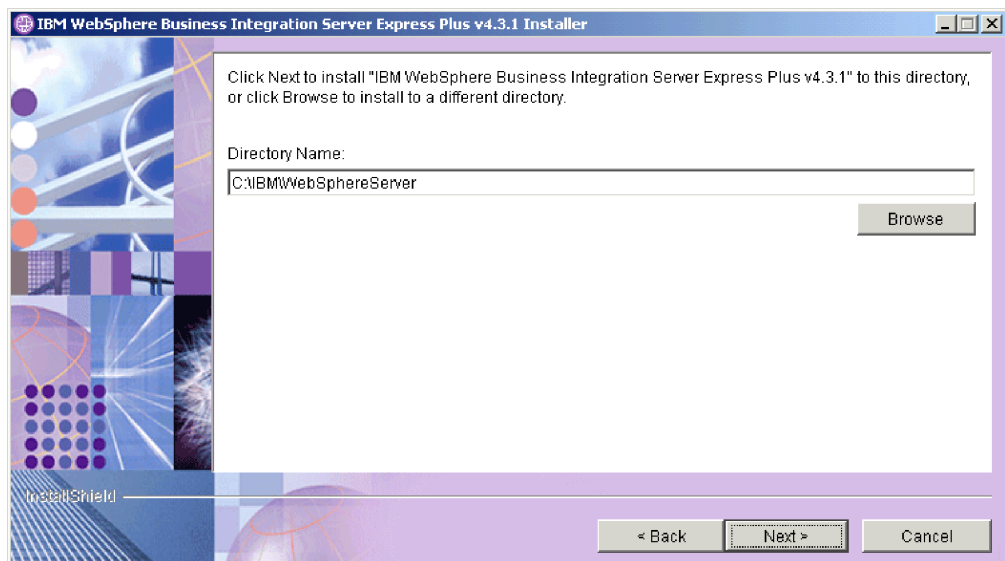 IBM WebSphere Business Integration Server Express Plus v4.3.1 Installer
Click Next to install "IBM WebSphere Business Integration Server Express Plus v4.3.1" to this directory,
or click Browse to install to a different directory.
Directory Name:
C:\IBM\WebSphereServer
Browse
InstallShield
< Back
Next >
Cancel